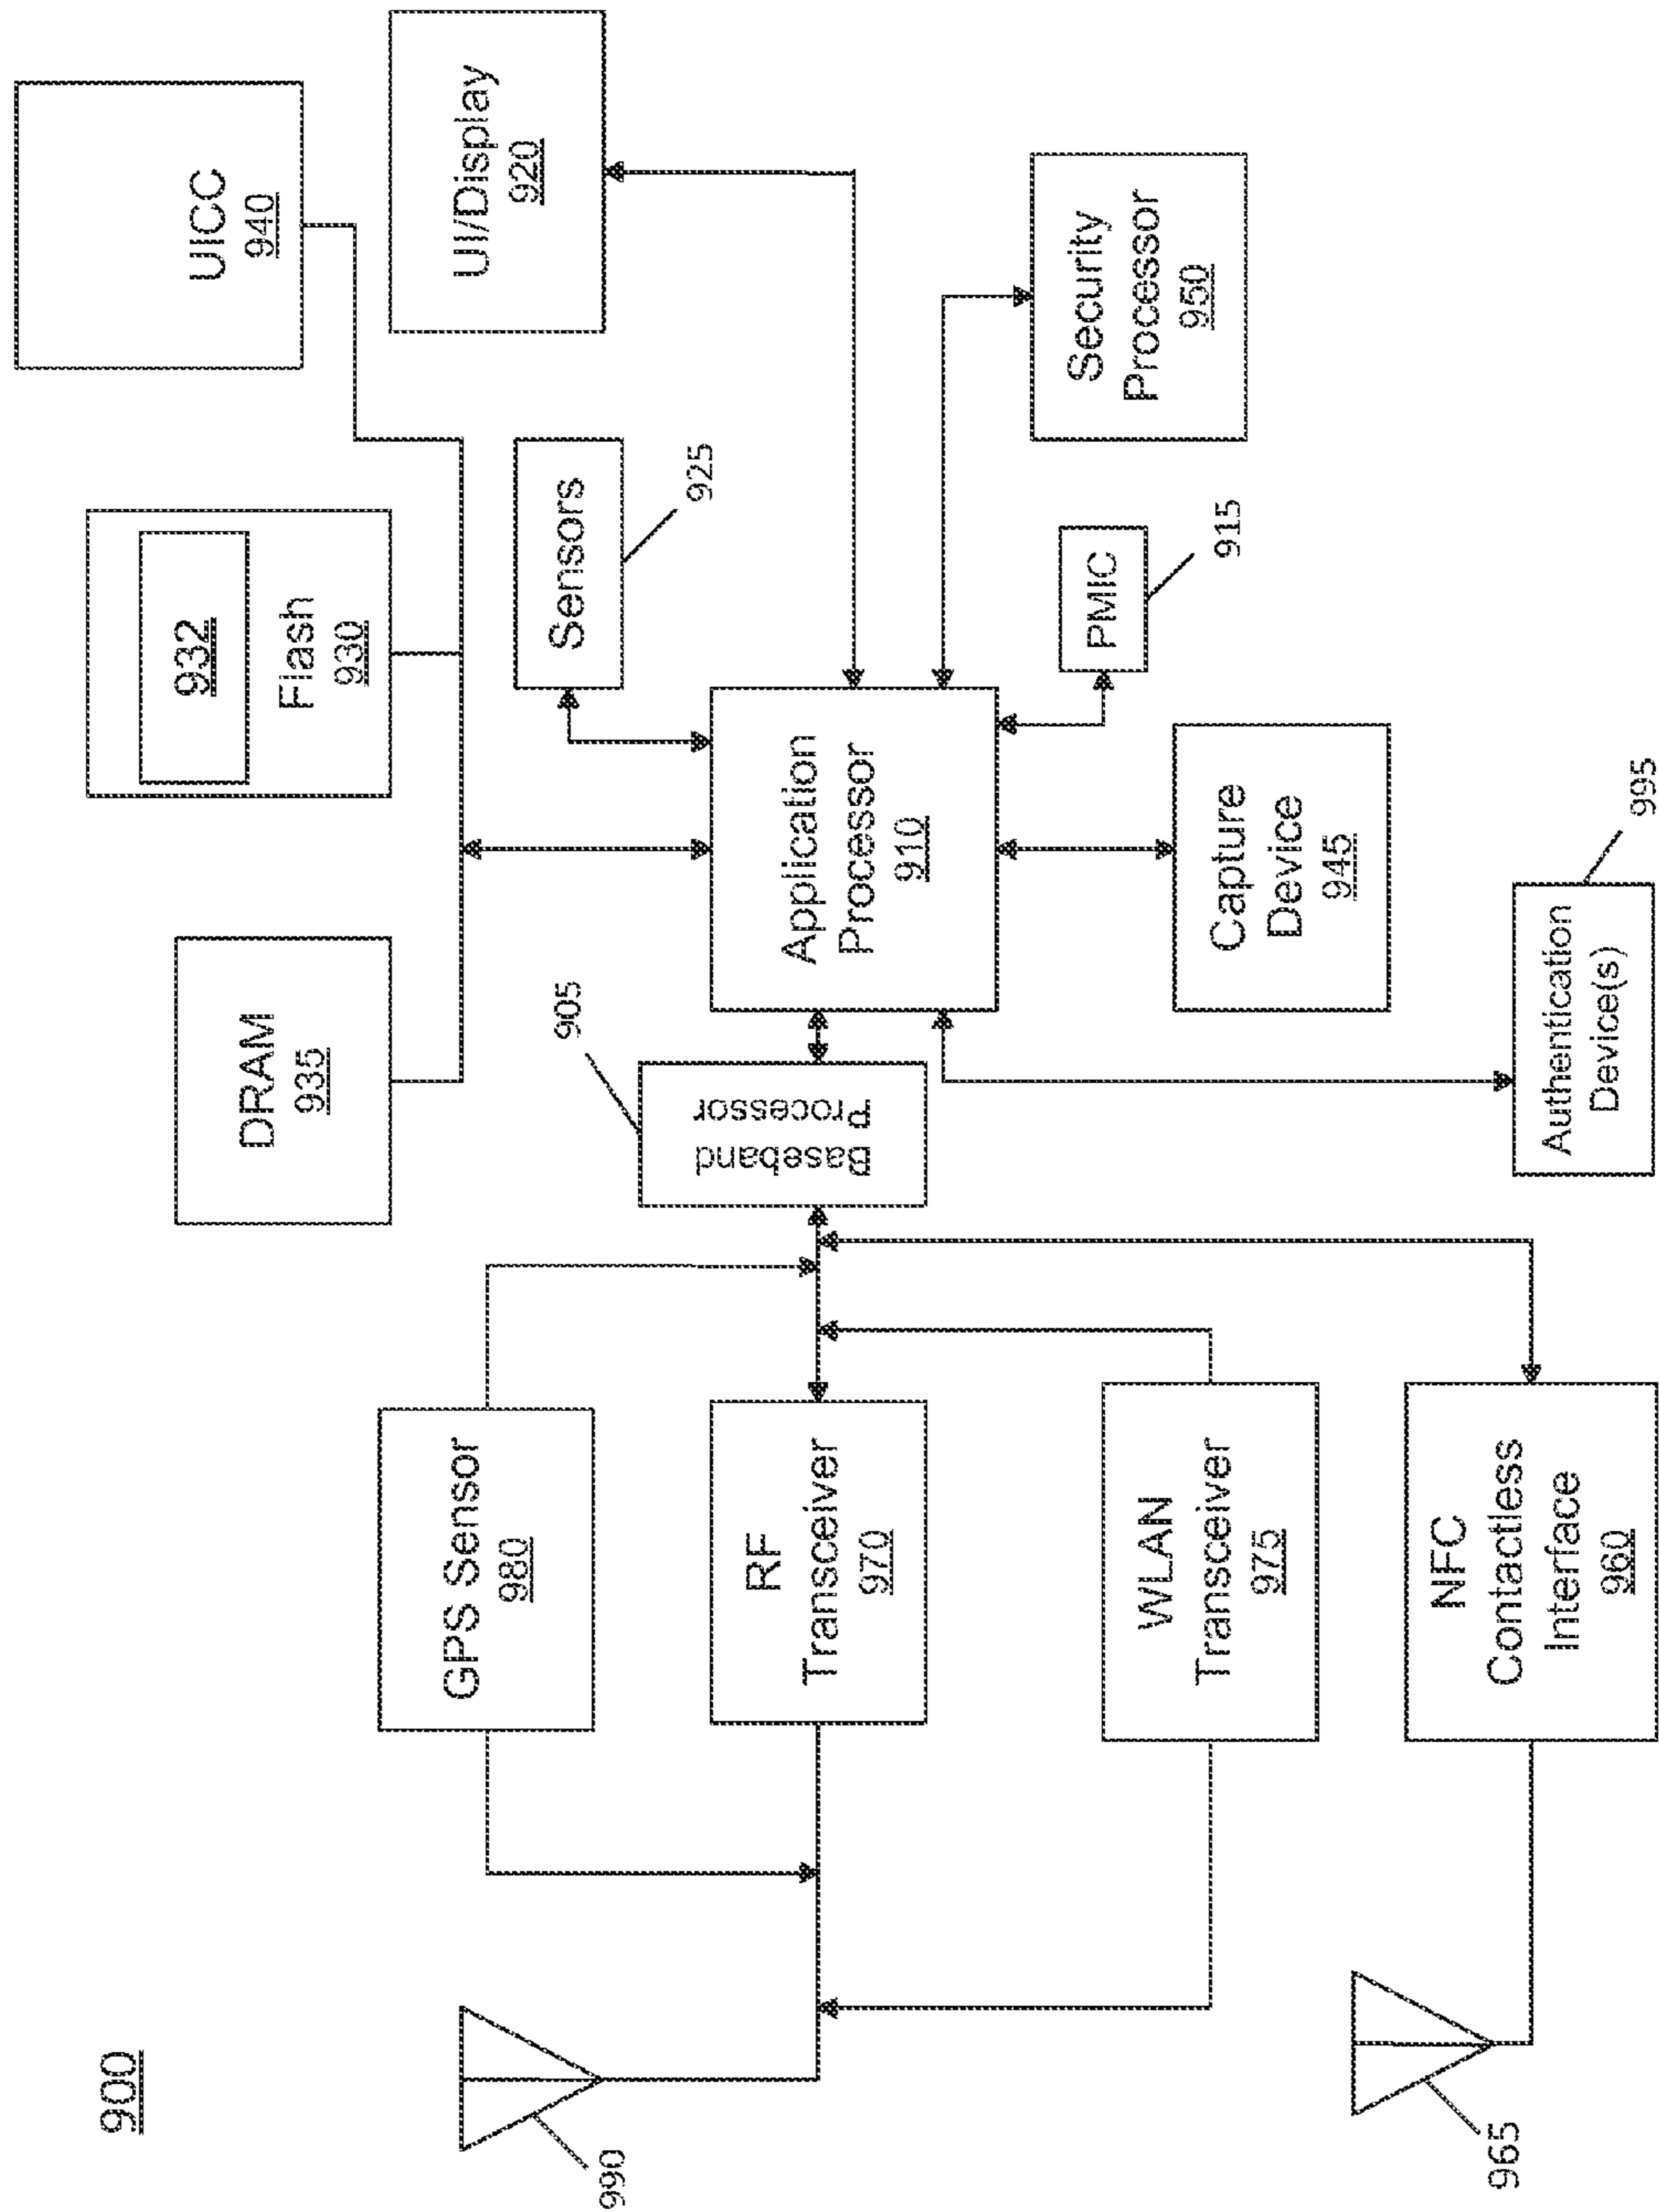 900
990
965
GPS Sensor
980
RF
Transceiver
970
WLAN
Transceiver
975
NFC
Contactless
Interface
960
DRAM
935
905
Baseband
Processor
932
Flash
930
UICC
940
Sensors
925
UI/Display
920
Application
Processor
910
Security
Processor
950
PMIC
915
Capture
Device
945
Authentication
Device(s)
995